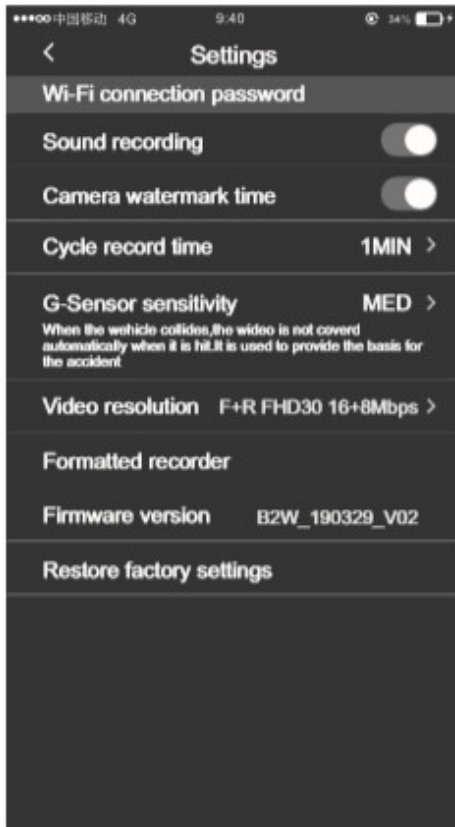 中国移动 4G 9:40 34%
Settings
Wi-Fi connection password
Sound recording
Camera watermark time
Cycle record time 1MIN >
G-Sensor sensitivity MED >
When the wehicle collides,the wideo is not coverd
automatically when it is hit.It is used to provide the basis for
the accident
Video resolution F+R FHD30 16+8Mbps >
Formatted recorder
Firmware version B2W_190329_V02
Restore factory settings